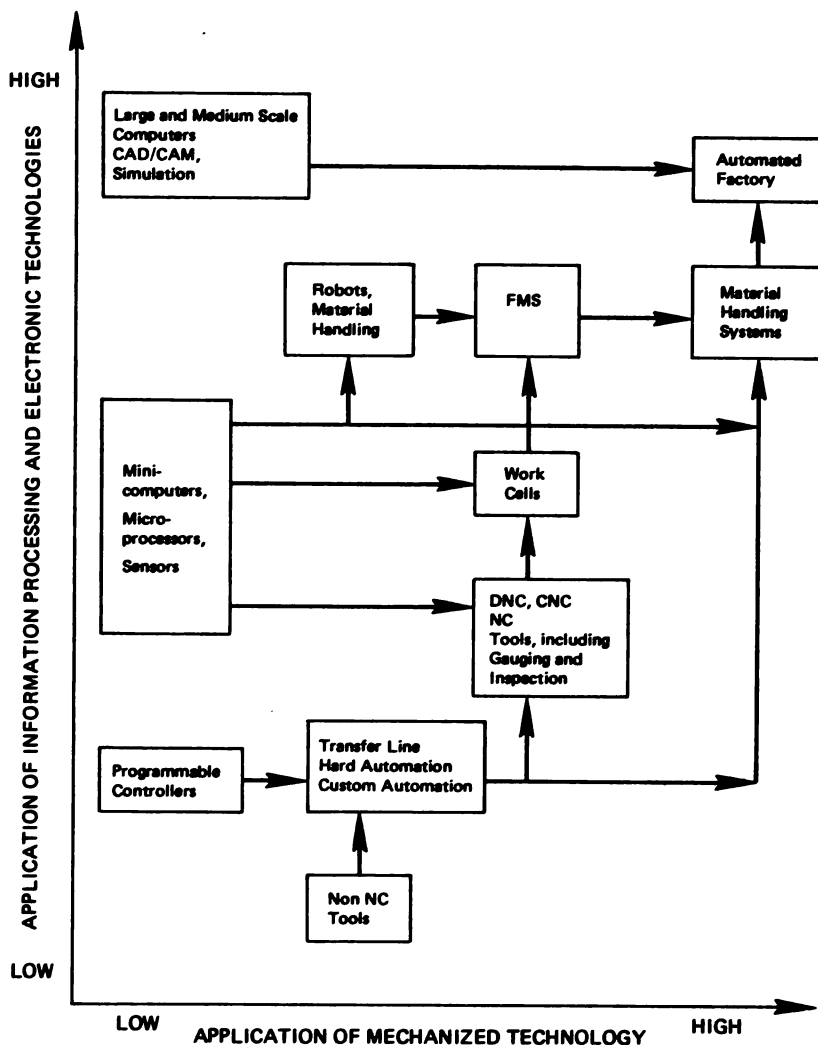 HIGH
APPLICATION OF INFORMATION PROCESSING AND ELECTRONIC TECHNOLOGIES
LOW
Large and Medium Scale
Computers
CAD/CAM,
Simulation
Automated
Factory
Robots,
Material
Handling
FMS
Material
Handling
Systems
Mini-
computers,
Micro-
processors,
Sensors
Work
Cells
DNC, CNC
NC
Tools, including
Gauging and
Inspection
Programmable
Controllers
Transfer Line
Hard Automation
Custom Automation
Non NC
Tools
LOW
APPLICATION OF MECHANIZED TECHNOLOGY
HIGH